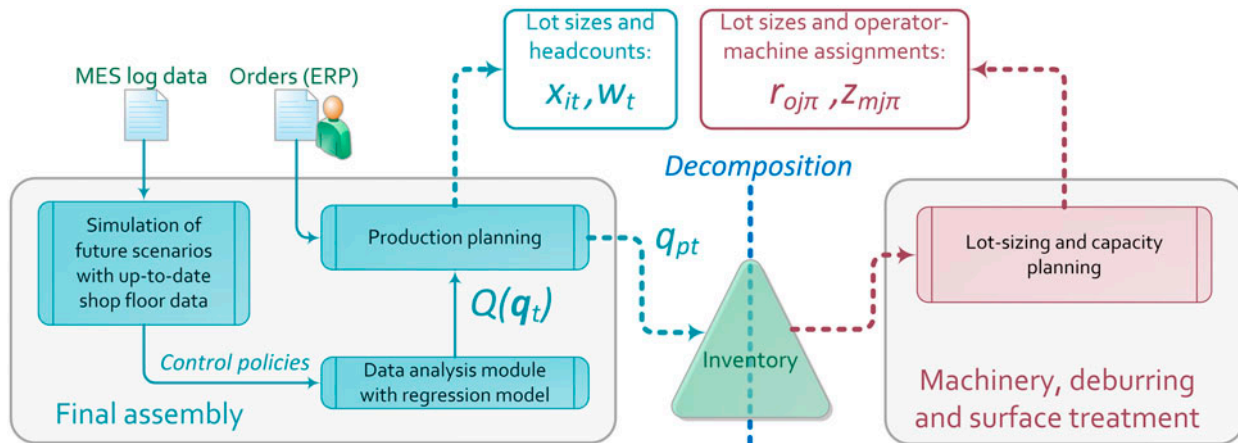 MES log data
Orders (ERP)
Lot sizes and
headcounts:
x_it, w_t
Lot sizes and operator-
machine assignments:
r_ojπ , z_mjπ
Decomposition
Simulation of
future scenarios
with up-to-date
shop floor data
Production planning
q_pt
Lot-sizing and capacity
planning
Q(q_t)
Control policies
Data analysis module
with regression model
Inventory
Final assembly
Machinery, deburring
and surface treatment